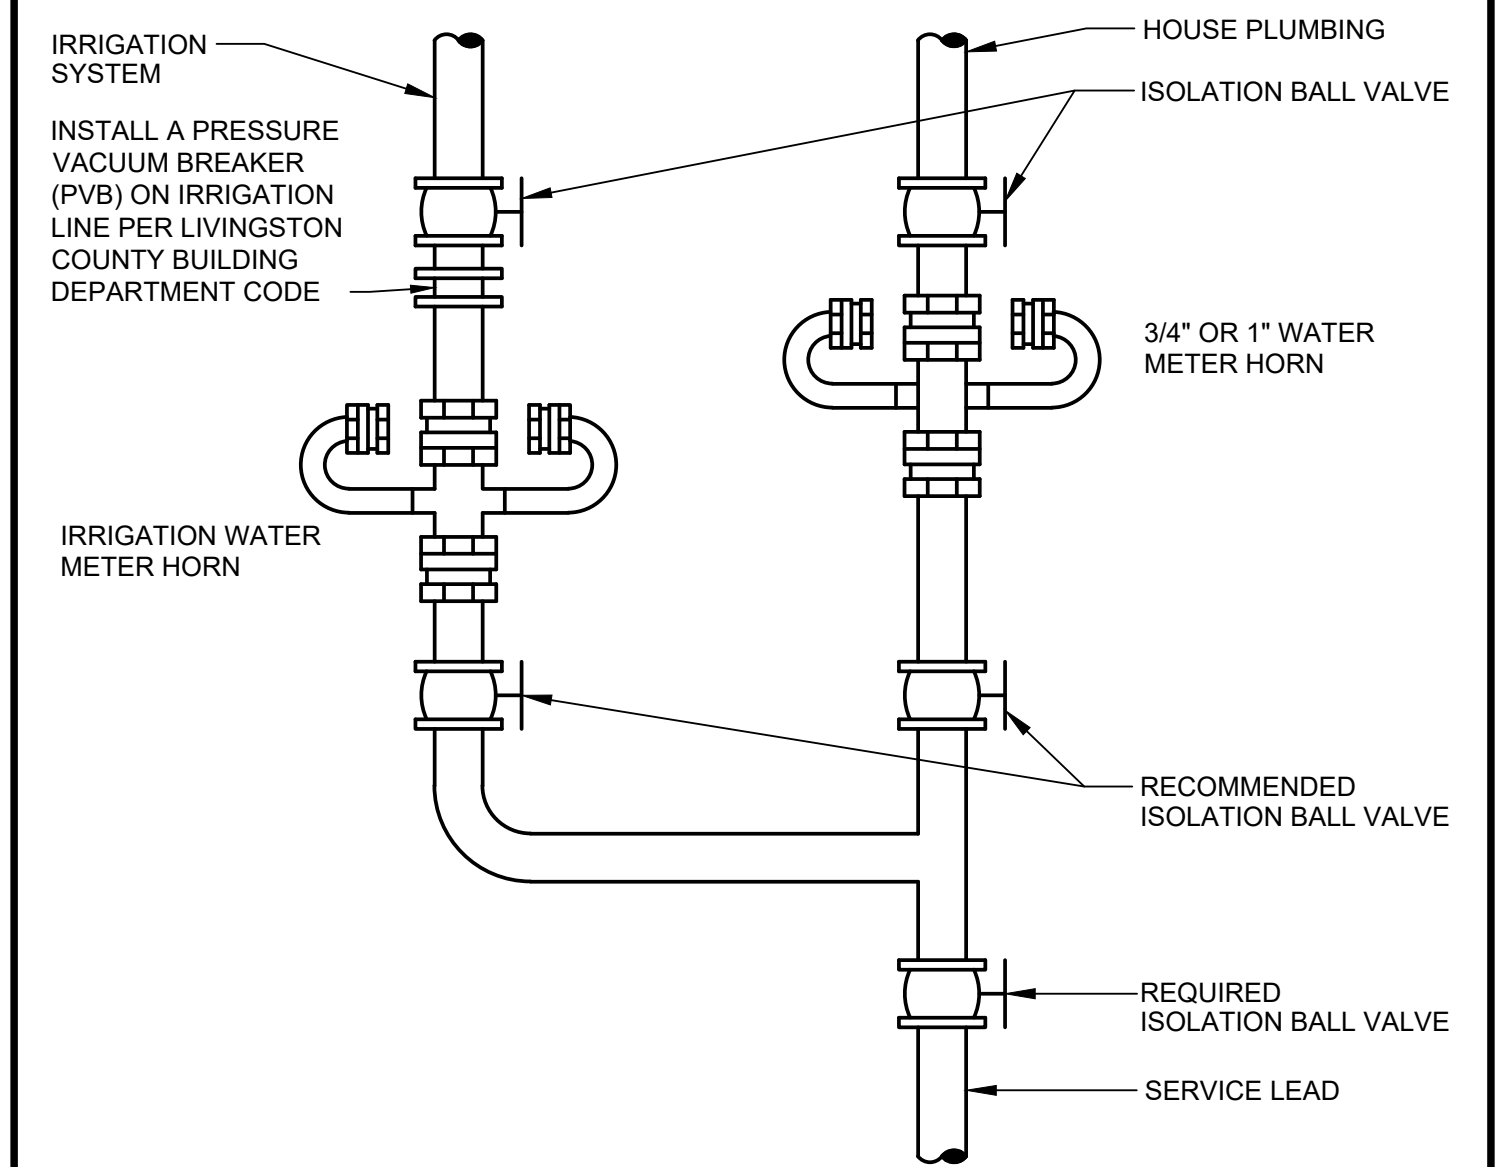 IRRIGATION
SYSTEM
INSTALL A PRESSURE
VACUUM BREAKER
(PVB) ON IRRIGATION
LINE PER LIVINGSTON
COUNTY BUILDING
DEPARTMENT CODE
HOUSE PLUMBING
ISOLATION BALL VALVE
3/4" OR 1" WATER
METER HORN
IRRIGATION WATER
METER HORN
RECOMMENDED
ISOLATION BALL VALVE
REQUIRED
ISOLATION BALL VALVE
SERVICE LEAD